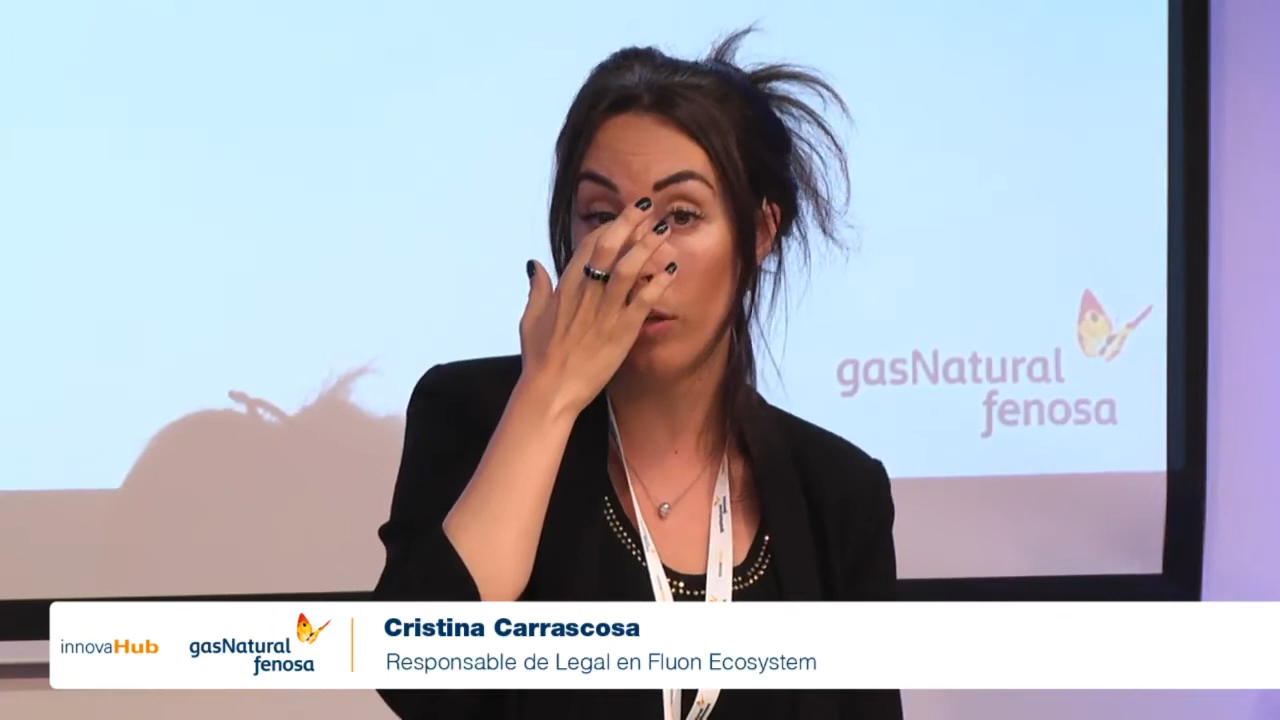 gasNatural
fenosa
innovaHub
gasNatural
fenosa
Cristina Carrascosa
Responsable de Legal en Fluon Ecosystem